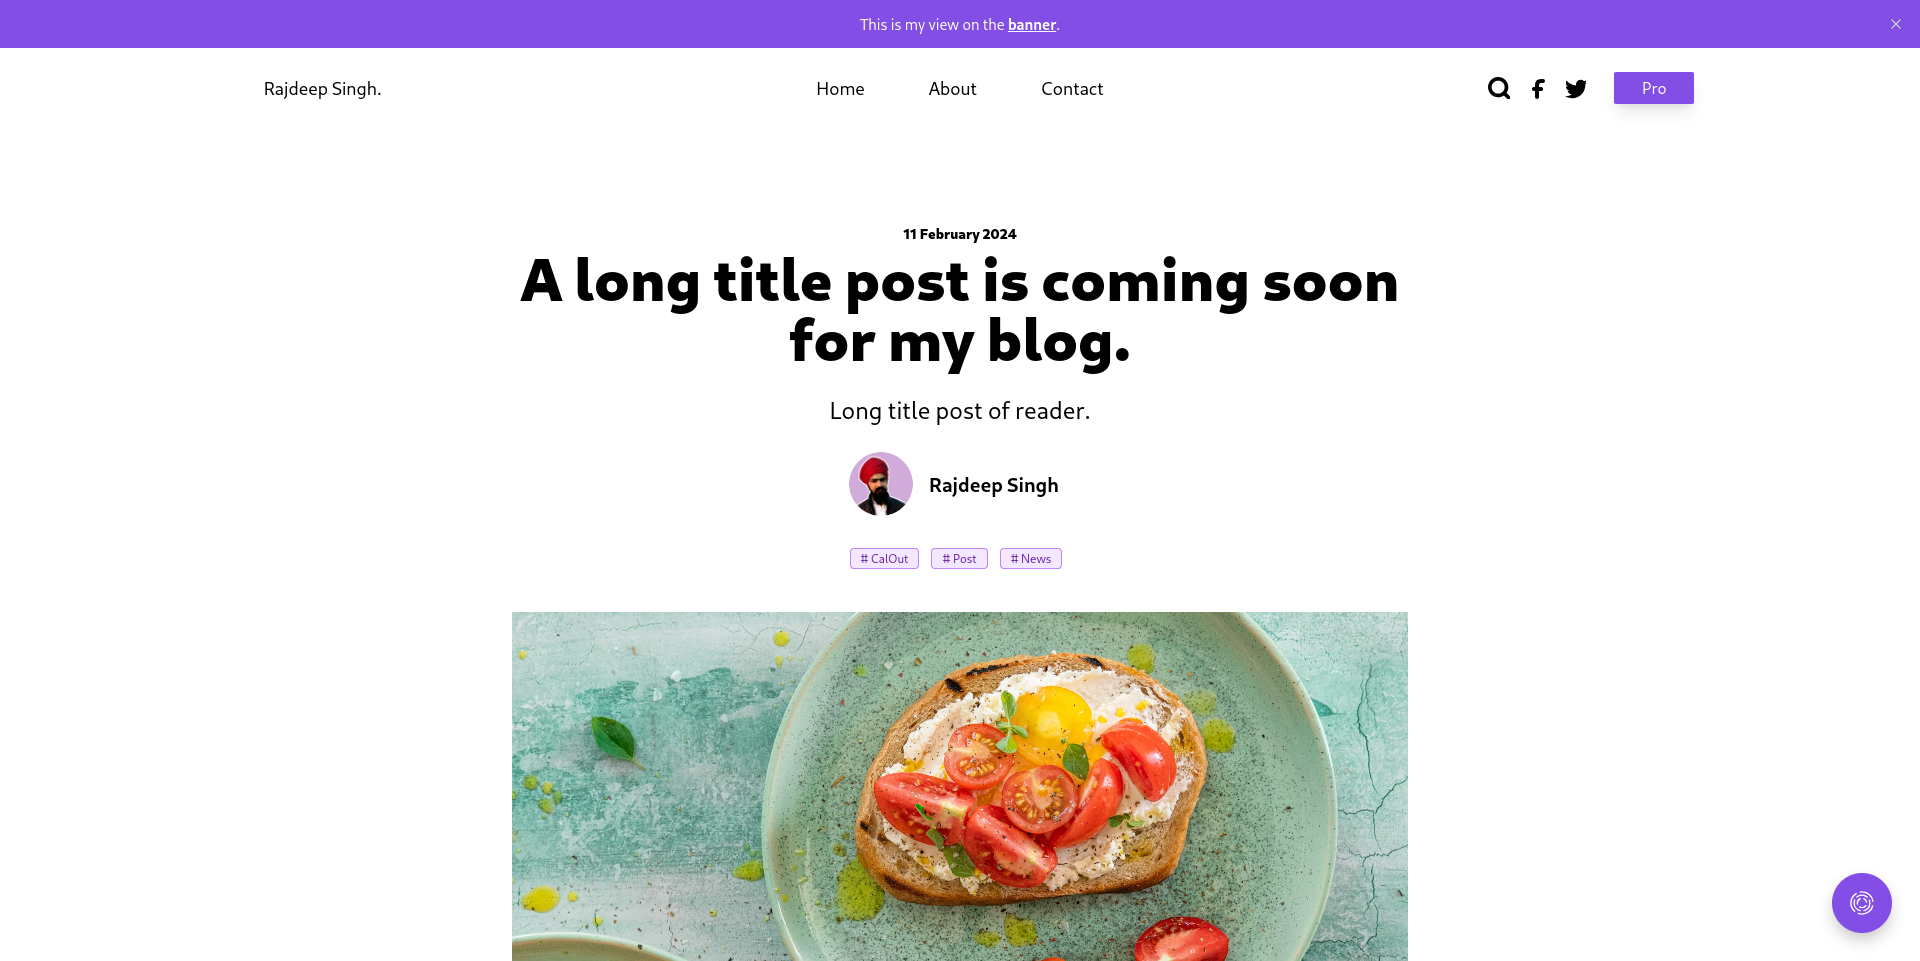 This is my view on the banner.
Rajdeep Singh.
Home
About
Contact
Pro
11 February 2024
A long title post is coming soon
for my blog.
Long title post of reader.
Rajdeep Singh
# CalOut
# Post
# News